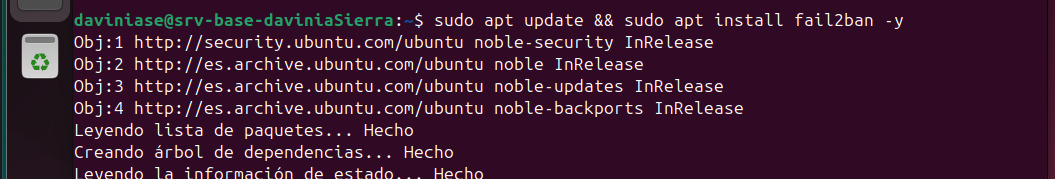 daviniase@srv-base-daviniaSierra:~$ sudo apt update && sudo apt install fail2ban -y
Obj:1 http://security.ubuntu.com/ubuntu noble-security InRelease
Obj:2 http://es.archive.ubuntu.com/ubuntu noble InRelease
Obj:3 http://es.archive.ubuntu.com/ubuntu noble-updates InRelease
Obj:4 http://es.archive.ubuntu.com/ubuntu noble-backports InRelease
Leyendo lista de paquetes... Hecho
Creando árbol de dependencias... Hecho
Leyendo la información de estado... Hecho